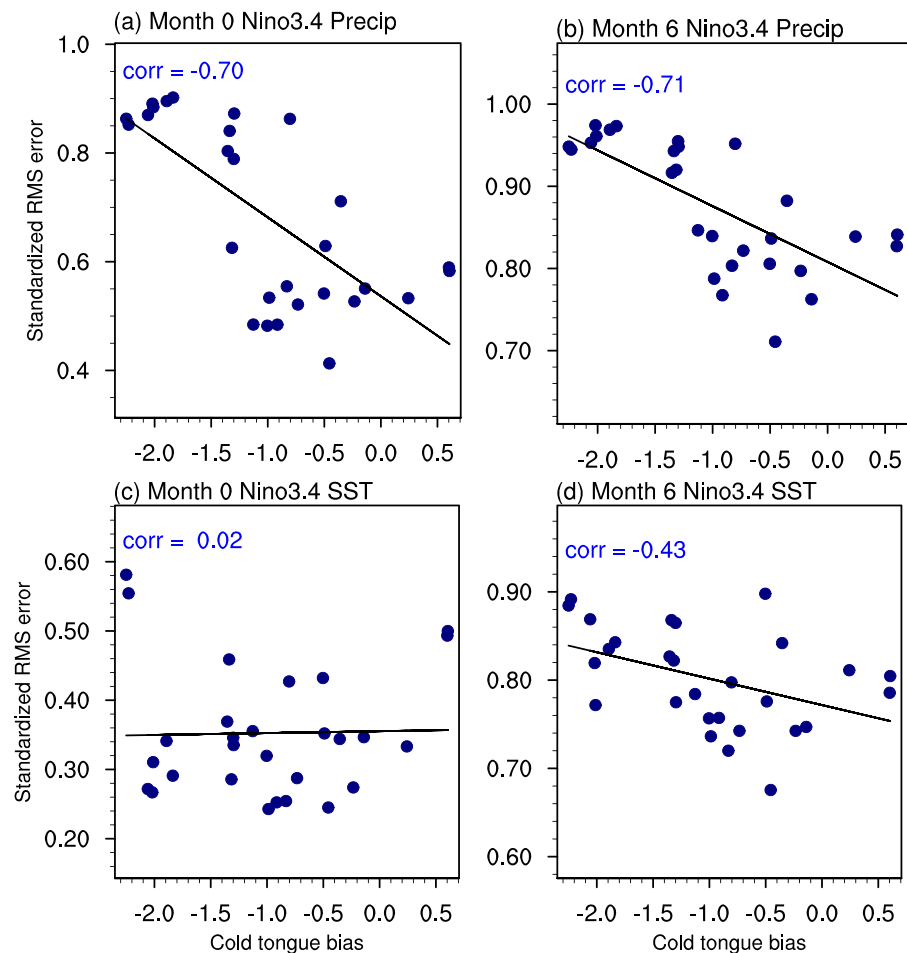 (a) Month 0 Nino3.4 Precip
corr = -0.70
Standardized RMS error
1.0
0.8
0.6
0.4
-2.0 -1.5 -1.0 -0.5 0.0 0.5
(b) Month 6 Nino3.4 Precip
corr = -0.71
1.00
0.90
0.80
0.70
-2.0 -1.5 -1.0 -0.5 0.0 0.5
(c) Month 0 Nino3.4 SST
corr =  0.02
Standardized RMS error
0.60
0.50
0.40
0.30
0.20
-2.0 -1.5 -1.0 -0.5 0.0 0.5
Cold tongue bias
(d) Month 6 Nino3.4 SST
corr = -0.43
0.90
0.80
0.70
0.60
-2.0 -1.5 -1.0 -0.5 0.0 0.5
Cold tongue bias